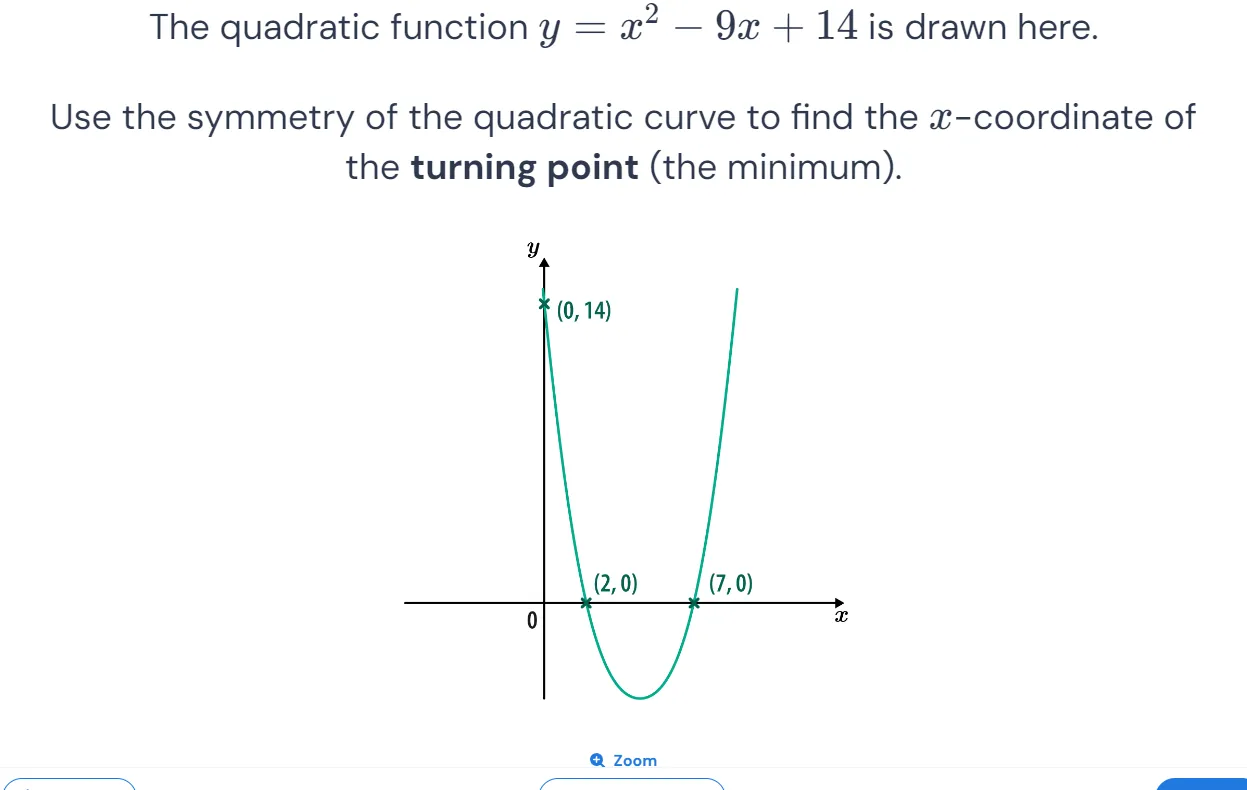 The quadratic function y = x² − 9x + 14 is drawn here.
Use the symmetry of the quadratic curve to find the x-coordinate of
the turning point (the minimum).
y
(0, 14)
(2, 0)
(7, 0)
0
x
Zoom